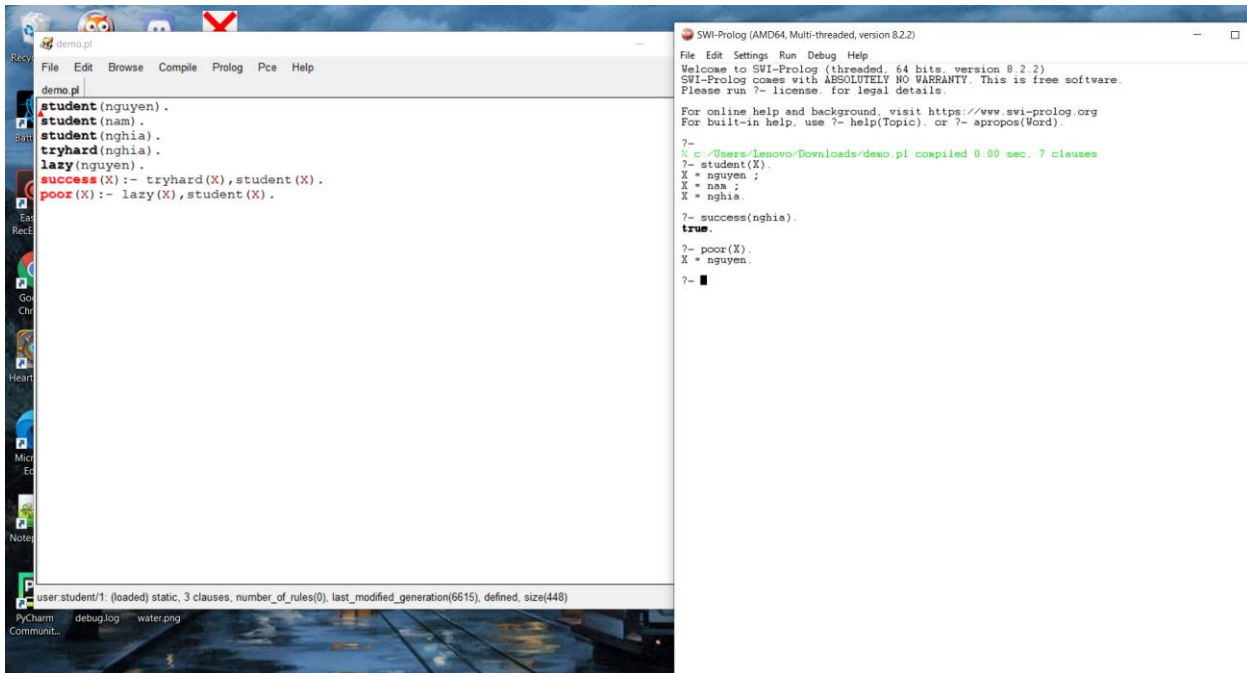 demo.pl
File Edit Browse Compile Prolog Pce Help
demo.pl
student(nguyen).
student(nam).
student(nghia).
tryhard(nghia).
lazy(nguyen).
success(X):- tryhard(X),student(X).
poor(X):- lazy(X),student(X).
user:student/1: (loaded) static, 3 clauses, number_of_rules(0), last_modified_generation(6615), defined, size(448)
SWI-Prolog (AMD64, Multi-threaded, version 8.2.2)
File Edit Settings Run Debug Help
Welcome to SWI-Prolog (threaded, 64 bits, version 8.2.2)
SWI-Prolog comes with ABSOLUTELY NO WARRANTY. This is free software.
Please run ?- license. for legal details.
For online help and background, visit https://www.swi-prolog.org
For built-in help, use ?- help(Topic). or ?- apropos(Word).
?-
% c:/Users/Lenovo/Downloads/demo.pl compiled 0.00 sec, 7 clauses
?- student(X).
X = nguyen ;
X = nam ;
X = nghia.
?- success(nghia).
true.
?- poor(X).
X = nguyen.
?-
PyCharm
Communit...
debug.log
water.png